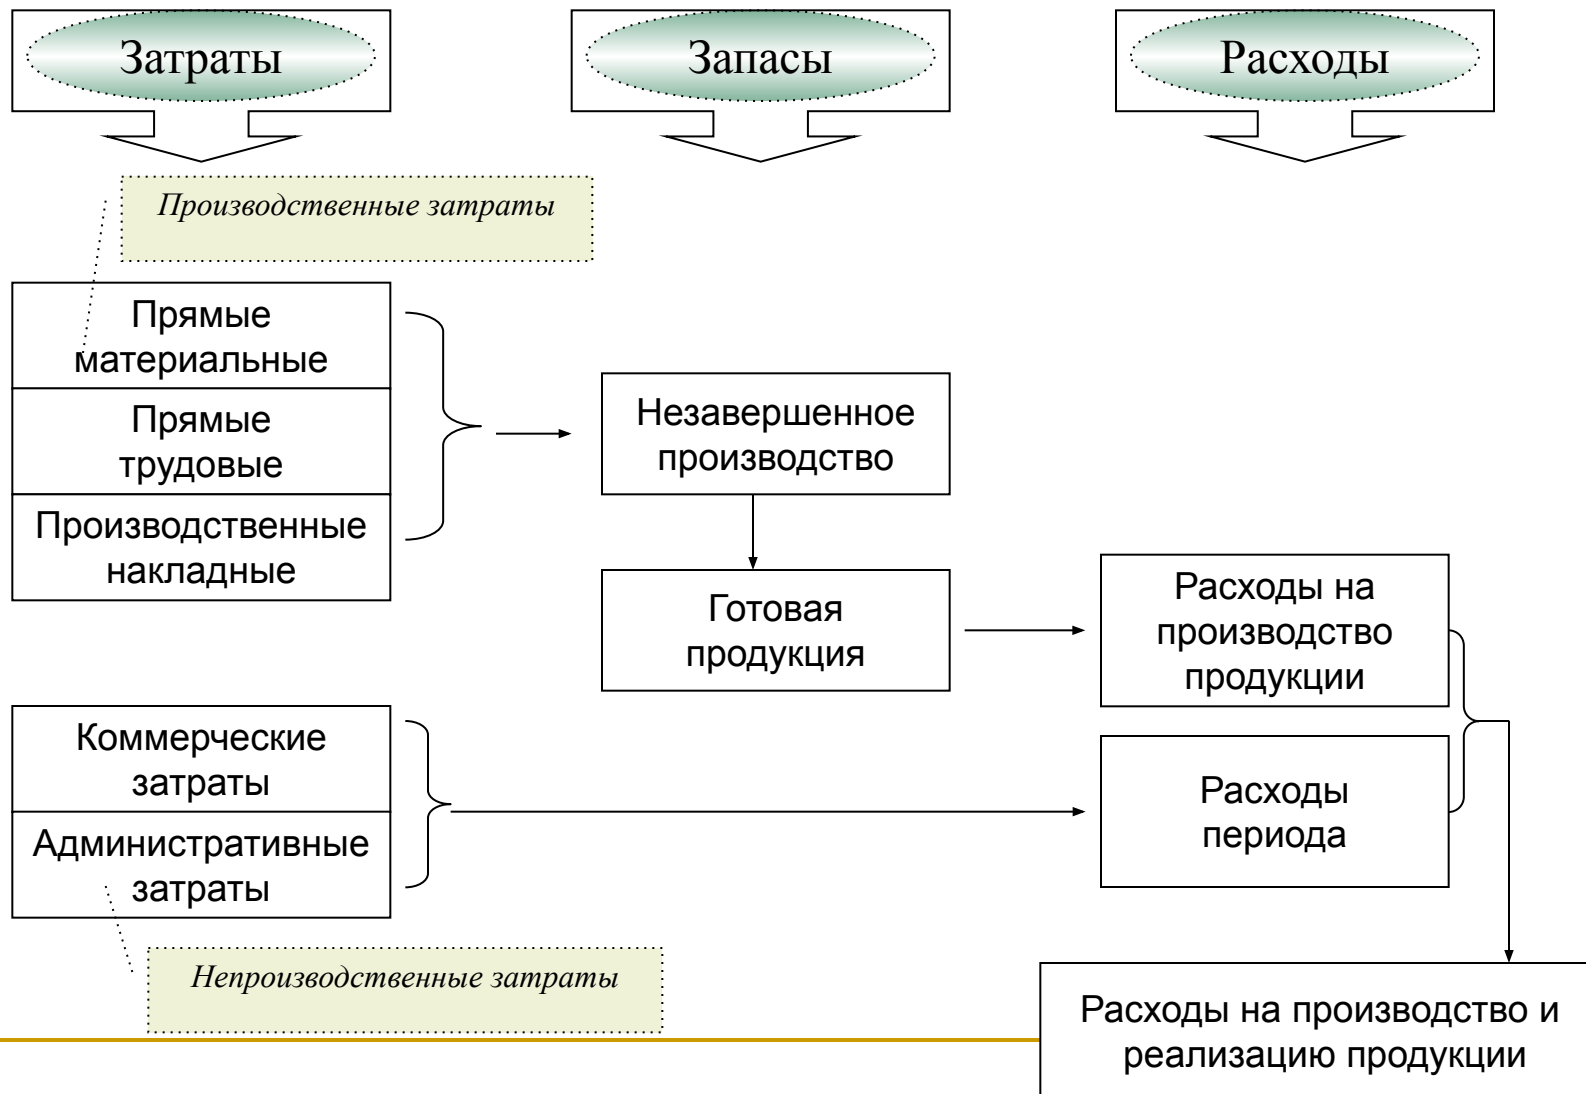 Затраты
Запасы
Расходы
Производственные затраты
Прямые
материальные
Прямые
трудовые
Производственные
накладные
Незавершенное
производство
Готовая
продукция
Расходы на
производство
продукции
Коммерческие
затраты
Административные
затраты
Расходы
периода
Непроизводственные затраты
Расходы на производство и
реализацию продукции